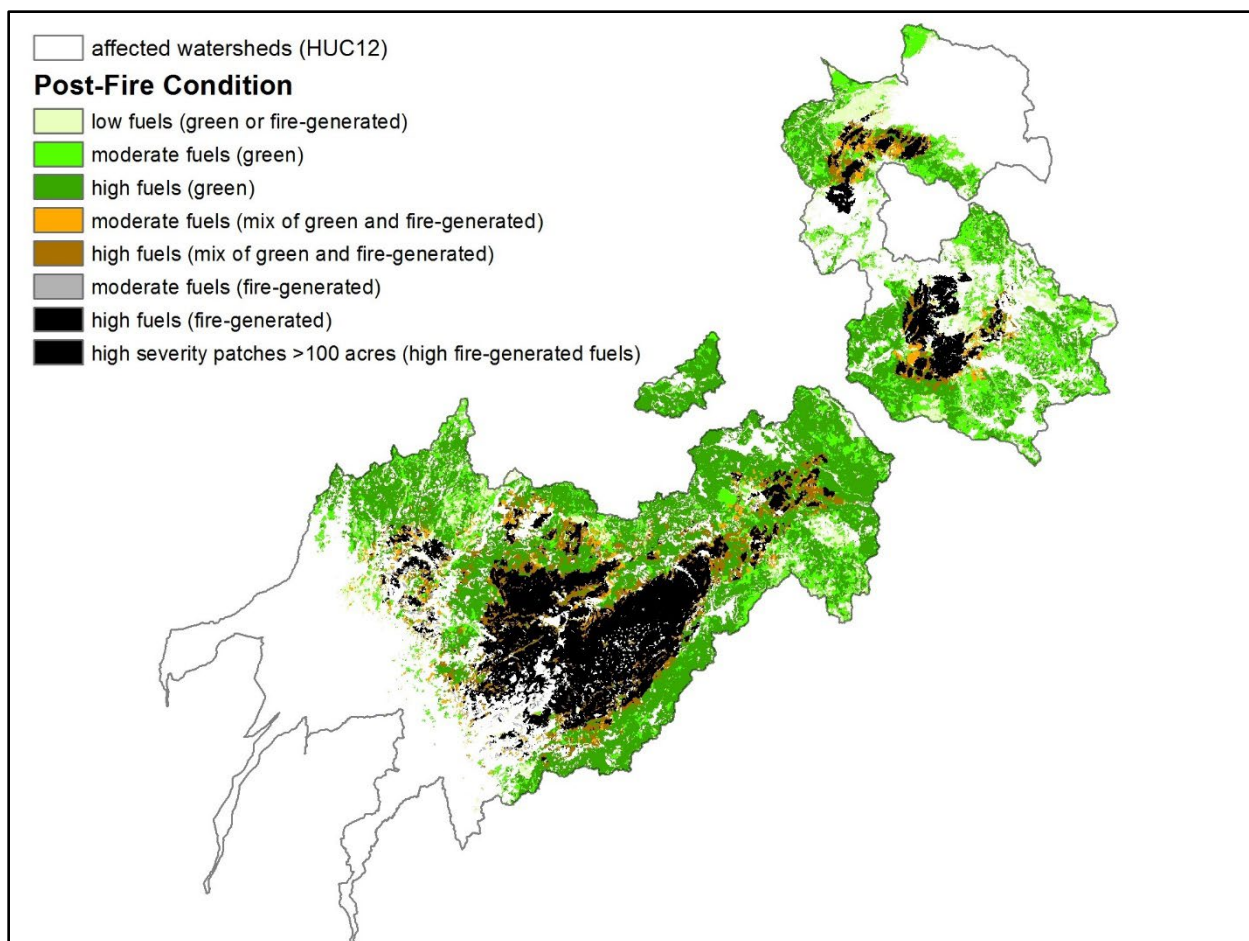 affected watersheds (HUC12)
Post-Fire Condition
low fuels (green or fire-generated)
moderate fuels (green)
high fuels (green)
moderate fuels (mix of green and fire-generated)
high fuels (mix of green and fire-generated)
moderate fuels (fire-generated)
high fuels (fire-generated)
high severity patches >100 acres (high fire-generated fuels)